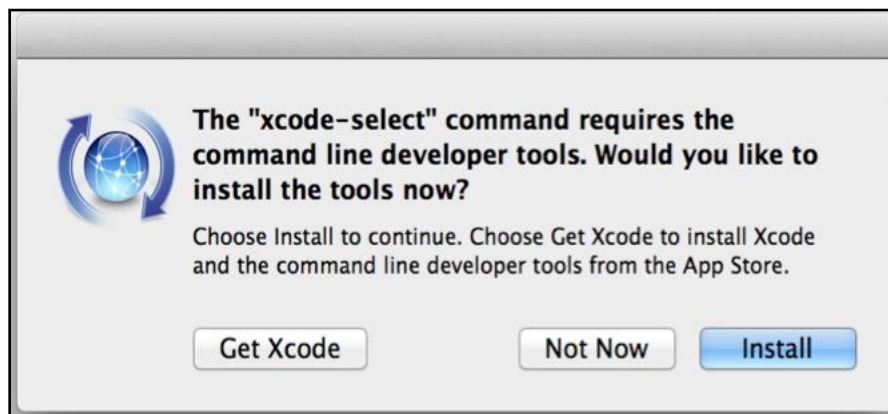 The "xcode-select" command requires the
command line developer tools. Would you like to
install the tools now?
Choose Install to continue. Choose Get Xcode to install Xcode
and the command line developer tools from the App Store.
Get Xcode
Not Now
Install